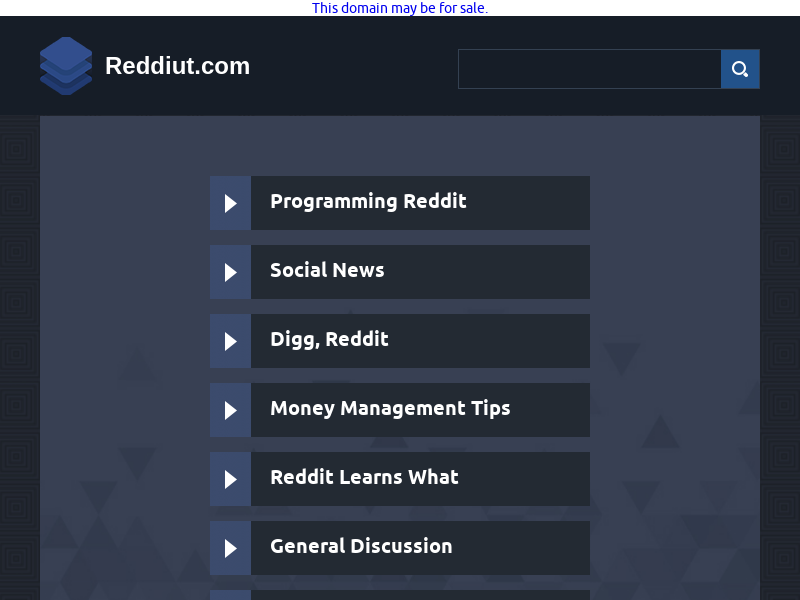 This domain may be for sale.
Reddiut.com
Programming Reddit
Social News
Digg, Reddit
Money Management Tips
Reddit Learns What
General Discussion